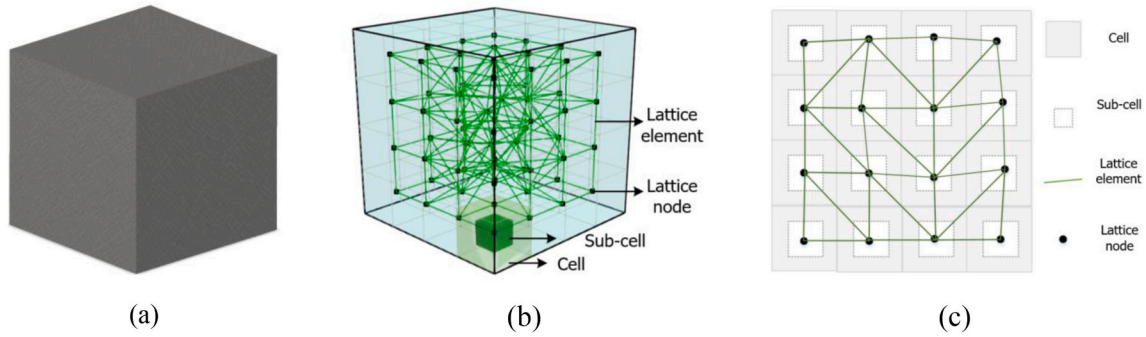 Lattice
element
Lattice
node
Sub-cell
Cell
Cell
Sub-cell
Lattice
element
Lattice
node
(a)
(b)
(c)